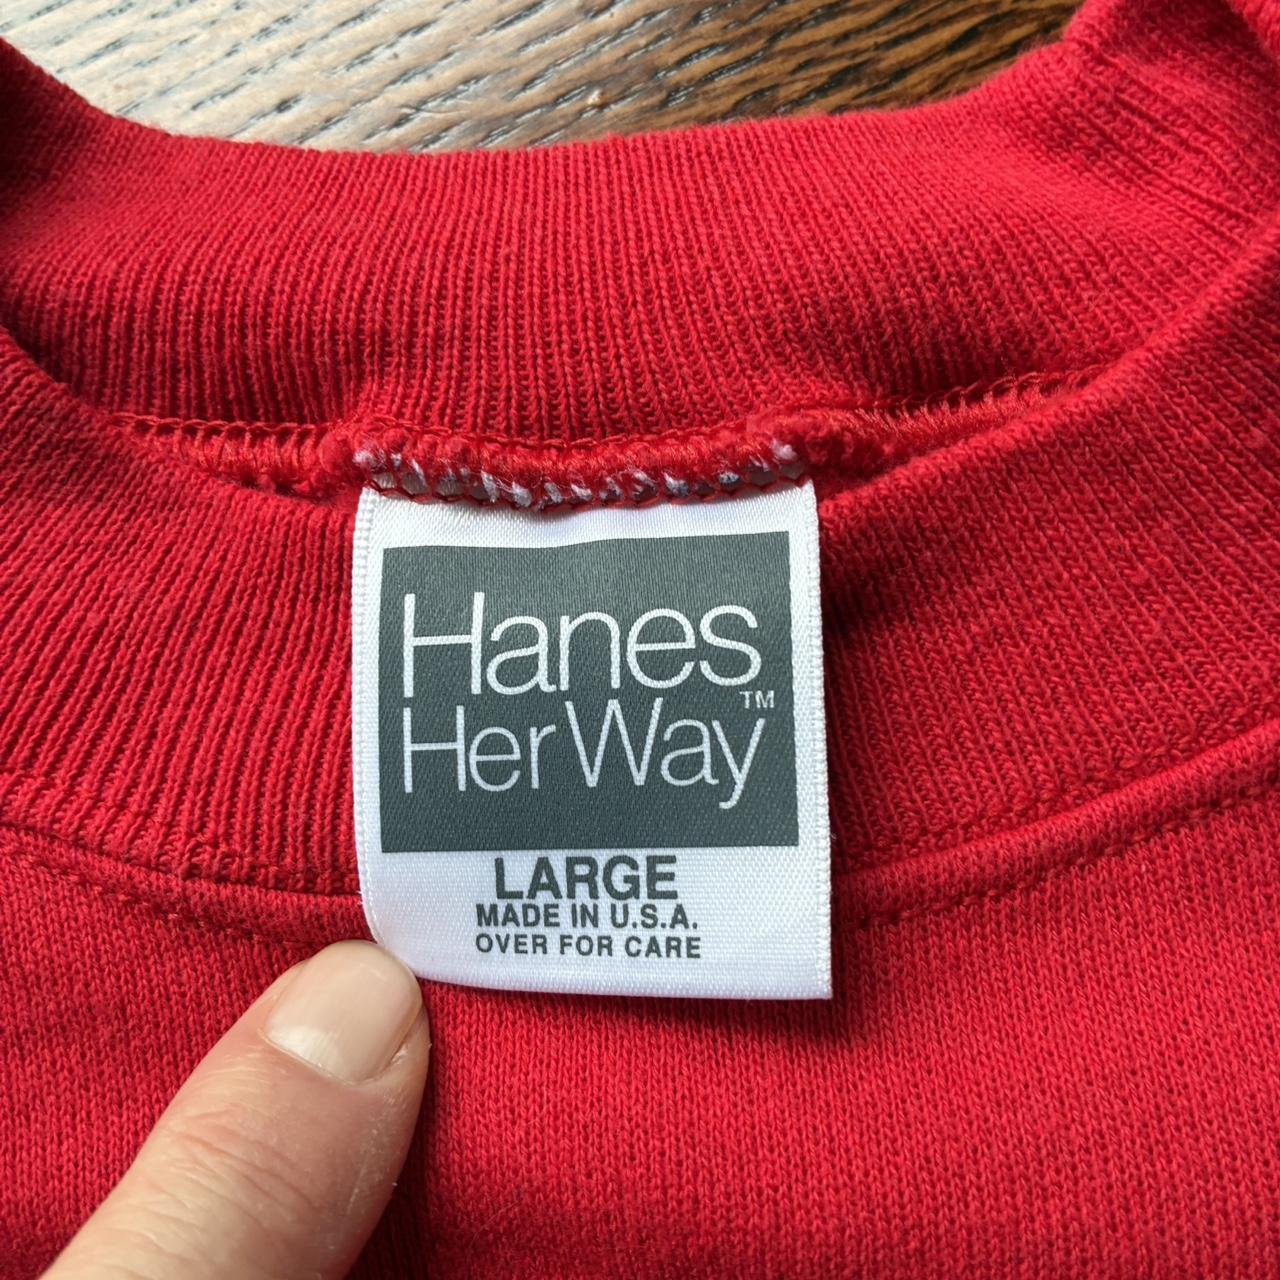 Hanes
Her Way™
LARGE
MADE IN U.S.A.
OVER FOR CARE